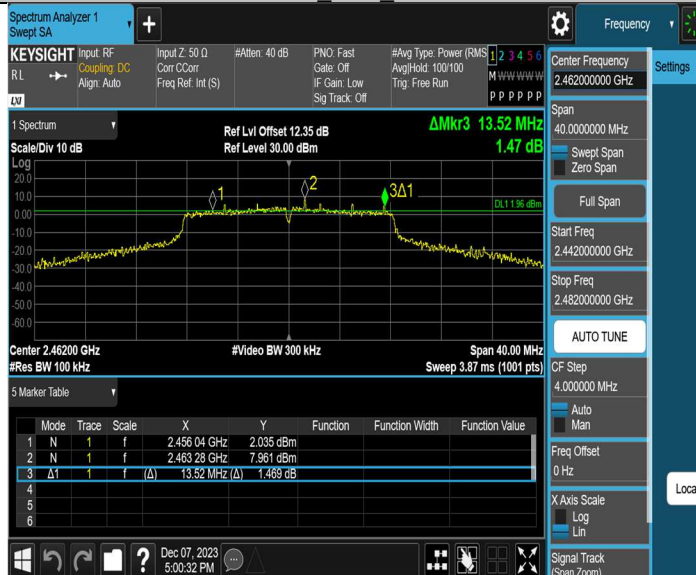 Spectrum Analyzer 1
Swept SA
Frequency
KEYSIGHT
RL
LXI
Input: RF
Coupling: DC
Align: Auto
Input Z: 50 Ω
Corr CCorr
Freq Ref: Int (S)
#Atten: 40 dB
PNO: Fast
Gate: Off
IF Gain: Low
Sig Track: Off
#Avg Type: Power (RMS
Avg|Hold: 100/100
Trig: Free Run
1 2 3 4 5 6
M W W W W W
P P P P P P
Center Frequency
2.462000000 GHz
Settings
Span
40.0000000 MHz
Swept Span
Zero Span
Full Span
Start Freq
2.442000000 GHz
Stop Freq
2.482000000 GHz
AUTO TUNE
CF Step
4.000000 MHz
Auto
Man
Freq Offset
0 Hz
X Axis Scale
Log
Lin
Signal Track
(Span Zoom)
Loca
1 Spectrum
Scale/Div 10 dB
Ref Lvl Offset 12.35 dB
Ref Level 30.00 dBm
ΔMkr3 13.52 MHz
1.47 dB
Log
20.0
10.0
0.00
-10.0
-20.0
-30.0
-40.0
-50.0
-60.0
1
2
3Δ1
DL1 1.96 dBm
Center 2.46200 GHz
#Video BW 300 kHz
Span 40.00 MHz
#Res BW 100 kHz
Sweep 3.87 ms (1001 pts)
5 Marker Table
Mode Trace Scale X Y Function Function Width Function Value
1 N 1 f 2.456 04 GHz 2.035 dBm
2 N 1 f 2.463 28 GHz 7.961 dBm
3 Δ1 1 f (Δ) 13.52 MHz (Δ) 1.469 dB
4
5
6
?
Dec 07, 2023
5:00:32 PM